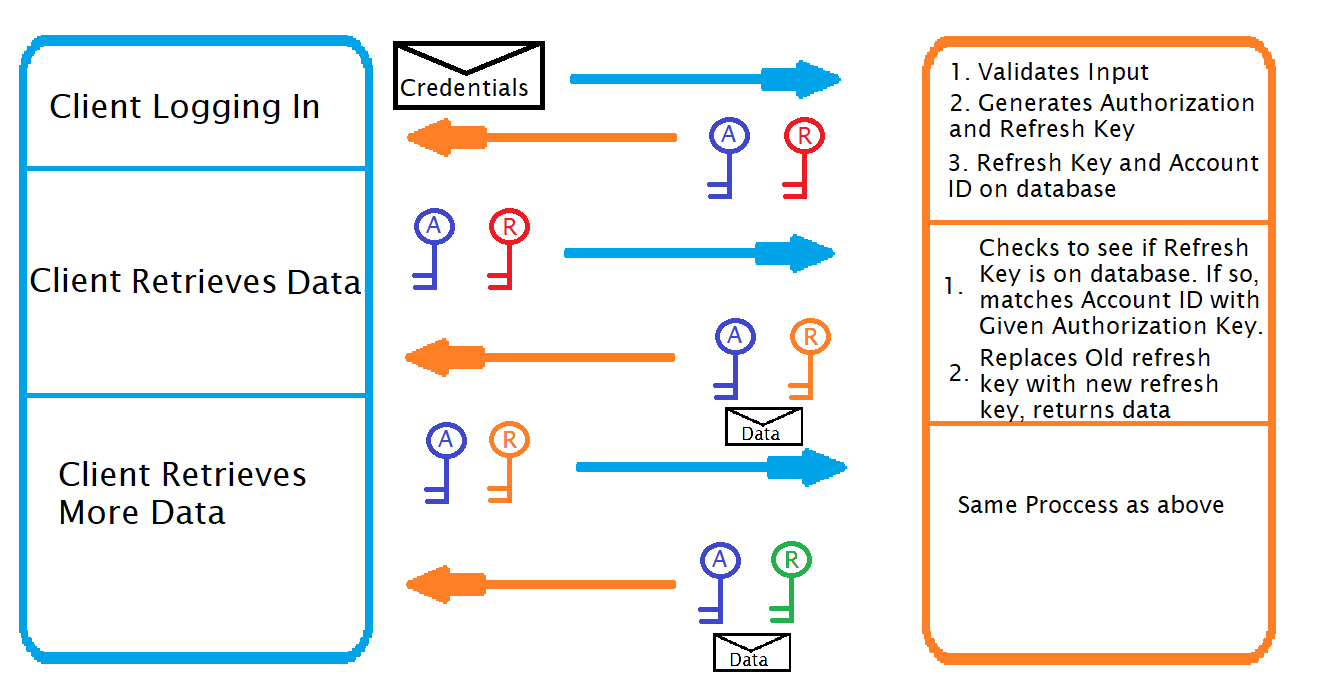 Client Logging In
Credentials
A R
1. Validates Input
2. Generates Authorization
and Refresh Key
3. Refresh Key and Account
ID on database
Client Retrieves Data
A R
A R
Data
1. Checks to see if Refresh
Key is on database. If so,
matches Account ID with
Given Authorization Key.
2. Replaces Old refresh
key with new refresh
key, returns data
Client Retrieves
More Data
A R
A R
Data
Same Proccess as above